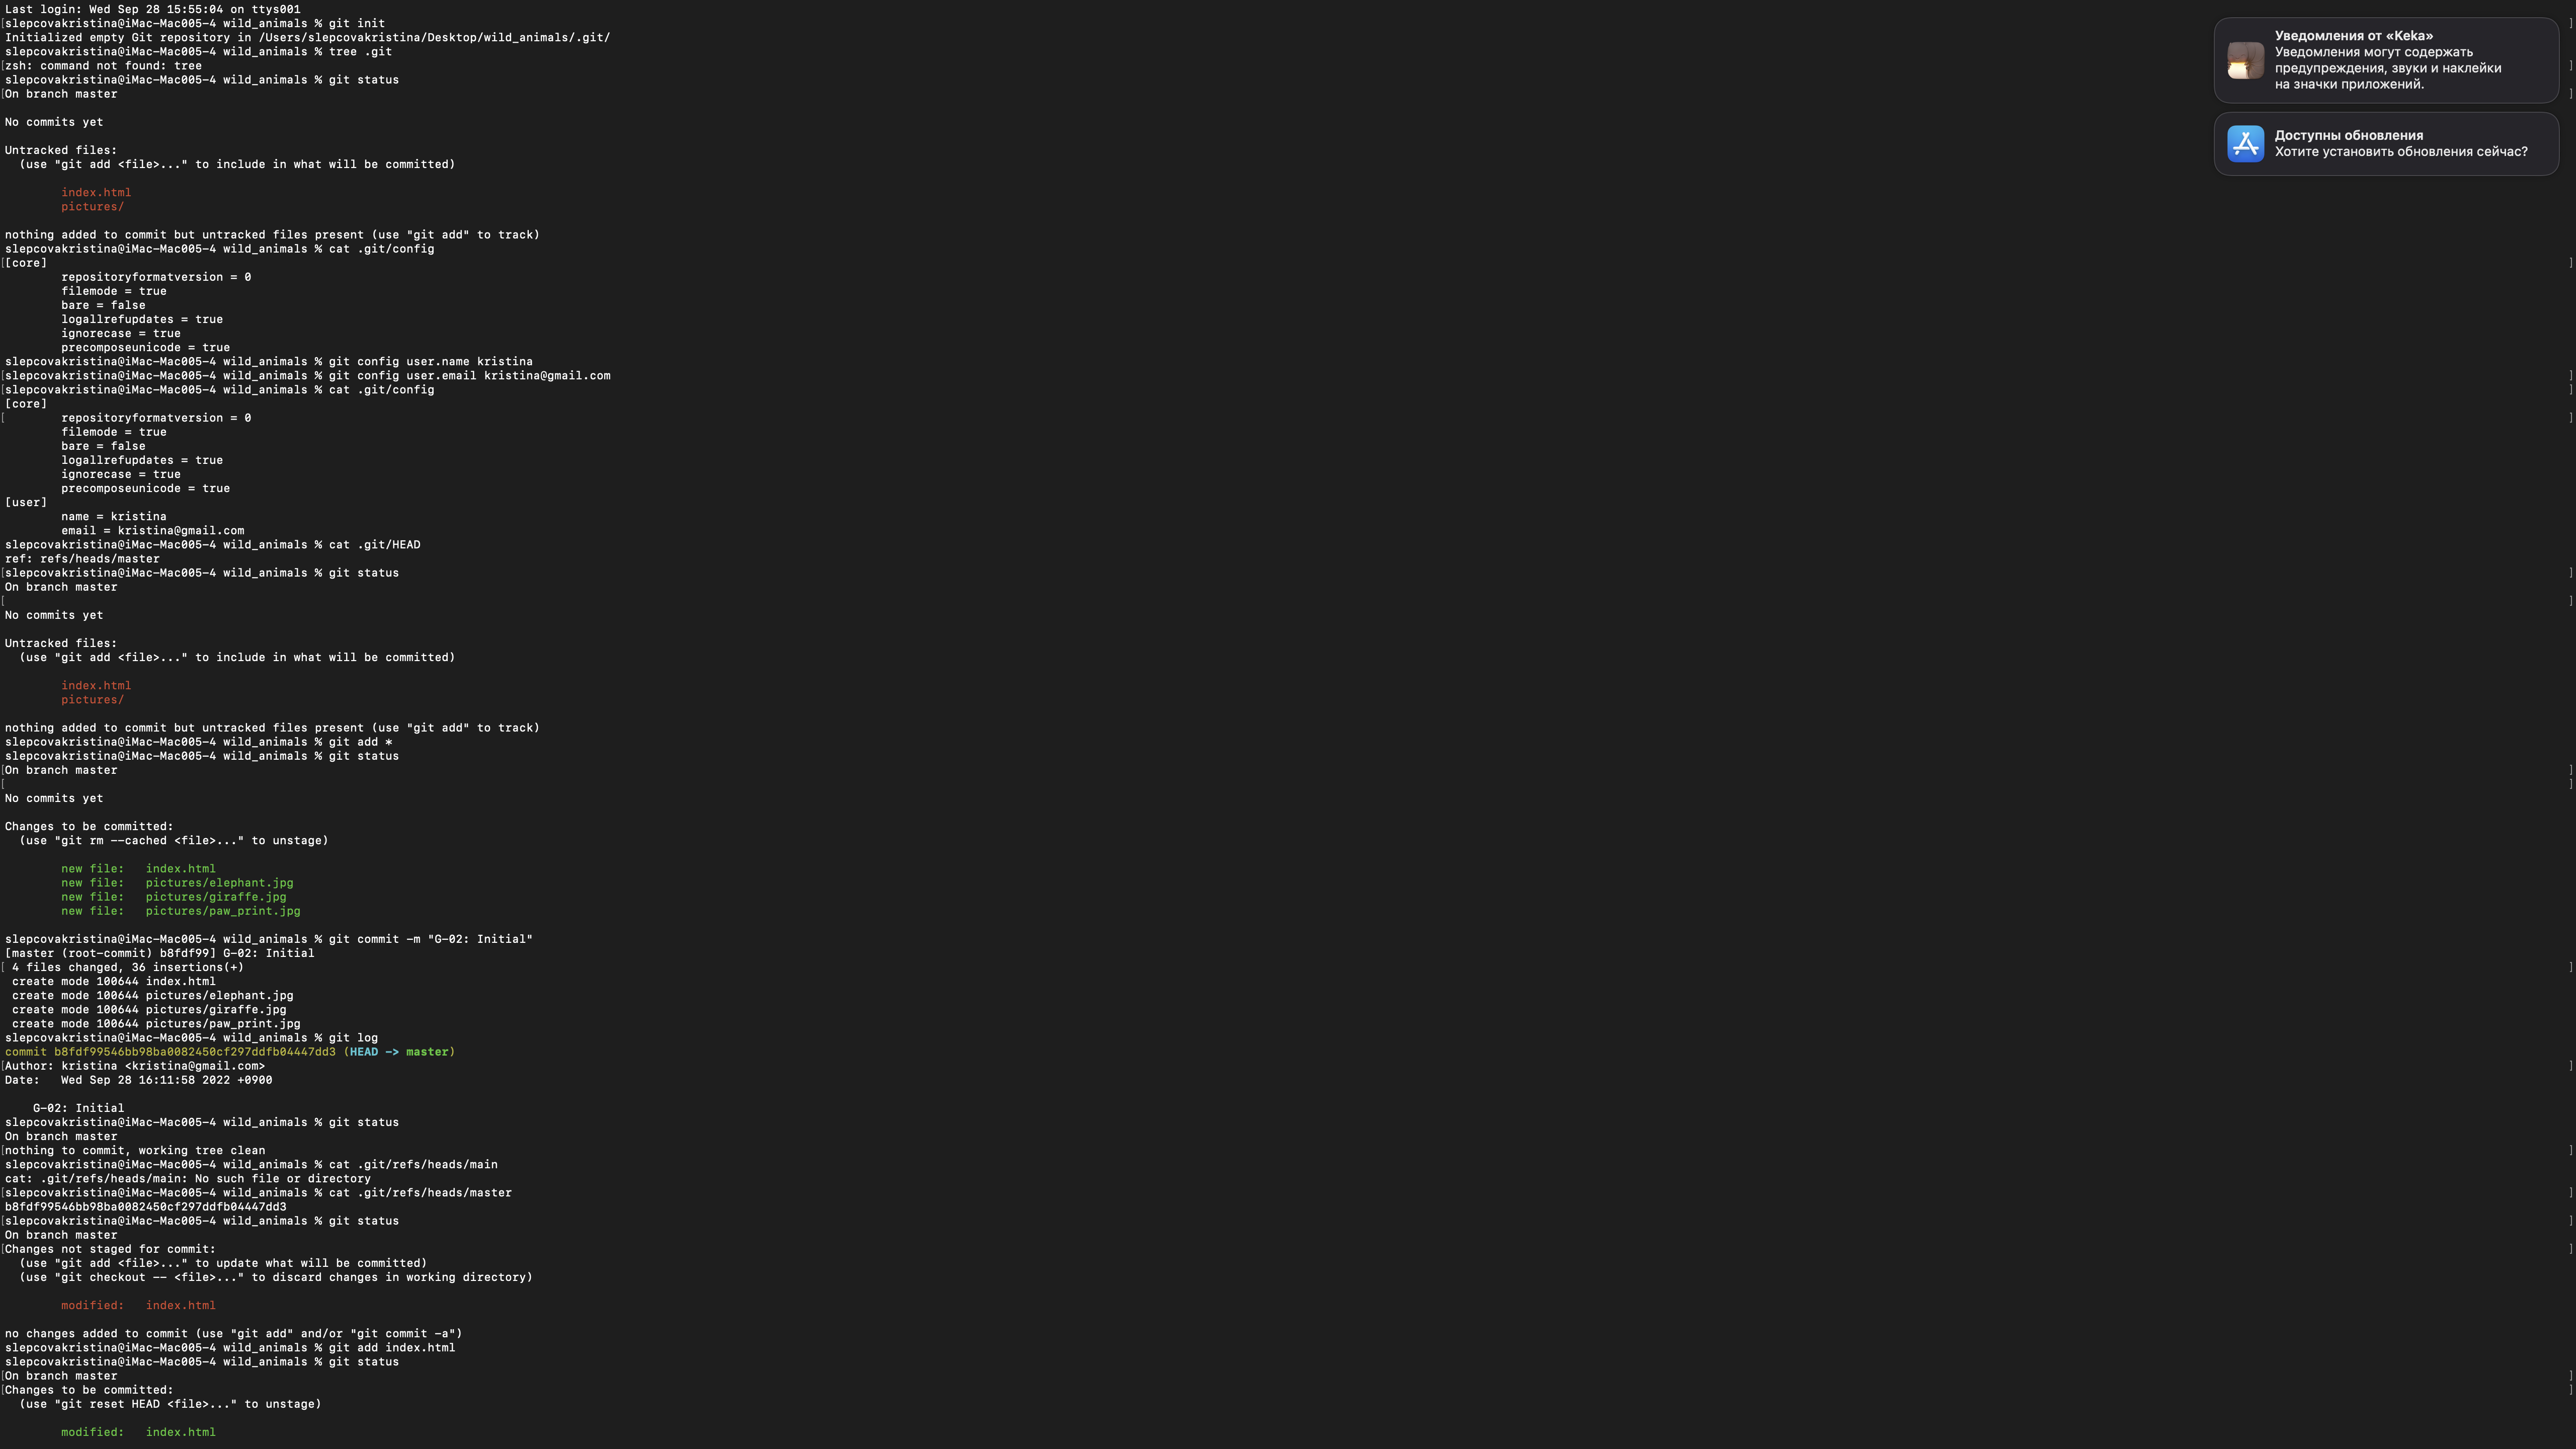 Last login: Wed Sep 28 15:55:04 on ttys001
[slepcovakristina@iMac-Mac005-4 wild_animals % git init ]
Initialized empty Git repository in /Users/slepcovakristina/Desktop/wild_animals/.git/
slepcovakristina@iMac-Mac005-4 wild_animals % tree .git
[zsh: command not found: tree ]
slepcovakristina@iMac-Mac005-4 wild_animals % git status
[On branch master ]
No commits yet
Untracked files:
(use "git add <file>..." to include in what will be committed)
index.html
pictures/
nothing added to commit but untracked files present (use "git add" to track)
slepcovakristina@iMac-Mac005-4 wild_animals % cat .git/config
[[core] ]
repositoryformatversion = 0
filemode = true
bare = false
logallrefupdates = true
ignorecase = true
precomposeunicode = true
slepcovakristina@iMac-Mac005-4 wild_animals % git config user.name kristina
[slepcovakristina@iMac-Mac005-4 wild_animals % git config user.email kristina@gmail.com ]
[slepcovakristina@iMac-Mac005-4 wild_animals % cat .git/config ]
[core]
[ repositoryformatversion = 0 ]
filemode = true
bare = false
logallrefupdates = true
ignorecase = true
precomposeunicode = true
[user]
name = kristina
email = kristina@gmail.com
slepcovakristina@iMac-Mac005-4 wild_animals % cat .git/HEAD
ref: refs/heads/master
[slepcovakristina@iMac-Mac005-4 wild_animals % git status ]
On branch master
[ ]
No commits yet
Untracked files:
(use "git add <file>..." to include in what will be committed)
index.html
pictures/
nothing added to commit but untracked files present (use "git add" to track)
slepcovakristina@iMac-Mac005-4 wild_animals % git add *
slepcovakristina@iMac-Mac005-4 wild_animals % git status
[On branch master ]
[ ]
No commits yet
Changes to be committed:
(use "git rm --cached <file>..." to unstage)
new file: index.html
new file: pictures/elephant.jpg
new file: pictures/giraffe.jpg
new file: pictures/paw_print.jpg
slepcovakristina@iMac-Mac005-4 wild_animals % git commit -m "G-02: Initial"
[master (root-commit) b8fdf99] G-02: Initial
[ 4 files changed, 36 insertions(+) ]
create mode 100644 index.html
create mode 100644 pictures/elephant.jpg
create mode 100644 pictures/giraffe.jpg
create mode 100644 pictures/paw_print.jpg
slepcovakristina@iMac-Mac005-4 wild_animals % git log
commit b8fdf99546bb98ba0082450cf297ddfb04447dd3 (HEAD -> master)
[Author: kristina <kristina@gmail.com> ]
Date: Wed Sep 28 16:11:58 2022 +0900
G-02: Initial
slepcovakristina@iMac-Mac005-4 wild_animals % git status
On branch master
[nothing to commit, working tree clean ]
slepcovakristina@iMac-Mac005-4 wild_animals % cat .git/refs/heads/main
cat: .git/refs/heads/main: No such file or directory
[slepcovakristina@iMac-Mac005-4 wild_animals % cat .git/refs/heads/master ]
b8fdf99546bb98ba0082450cf297ddfb04447dd3
[slepcovakristina@iMac-Mac005-4 wild_animals % git status ]
On branch master
[Changes not staged for commit: ]
(use "git add <file>..." to update what will be committed)
(use "git checkout -- <file>..." to discard changes in working directory)
modified: index.html
no changes added to commit (use "git add" and/or "git commit -a")
slepcovakristina@iMac-Mac005-4 wild_animals % git add index.html
slepcovakristina@iMac-Mac005-4 wild_animals % git status
[On branch master ]
[Changes to be committed: ]
(use "git reset HEAD <file>..." to unstage)
modified: index.html
Уведомления от «Keka»
Уведомления могут содержать
предупреждения, звуки и наклейки
на значки приложений.
Доступны обновления
Хотите установить обновления сейчас?